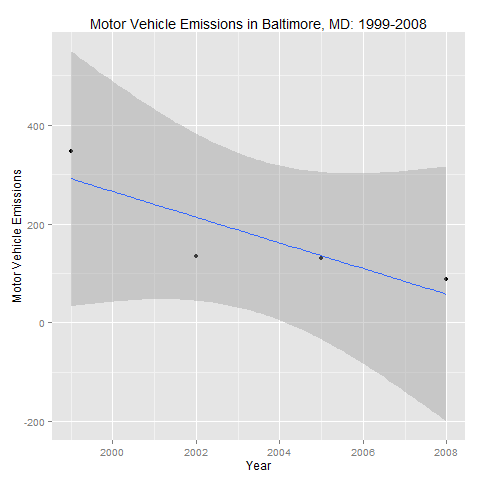 Motor Vehicle Emissions in Baltimore, MD: 1999-2008
Motor Vehicle Emissions
400
200
0
-200
2000 2002 2004 2006 2008
Year